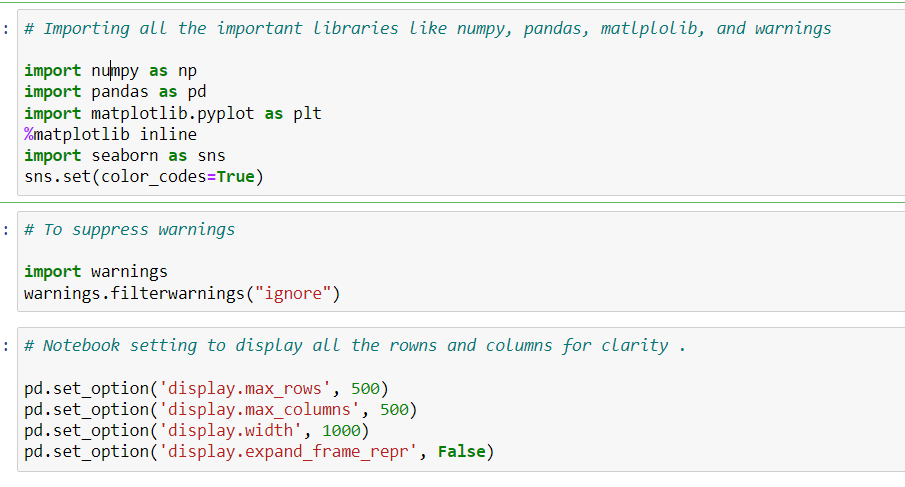 : # Importing all the important libraries like numpy, pandas, matlplolib, and warnings
import numpy as np
import pandas as pd
import matplotlib.pyplot as plt
%matplotlib inline
import seaborn as sns
sns.set(color_codes=True)
: # To suppress warnings
import warnings
warnings.filterwarnings("ignore")
: # Notebook setting to display all the rowns and columns for clarity .
pd.set_option('display.max_rows', 500)
pd.set_option('display.max_columns', 500)
pd.set_option('display.width', 1000)
pd.set_option('display.expand_frame_repr', False)